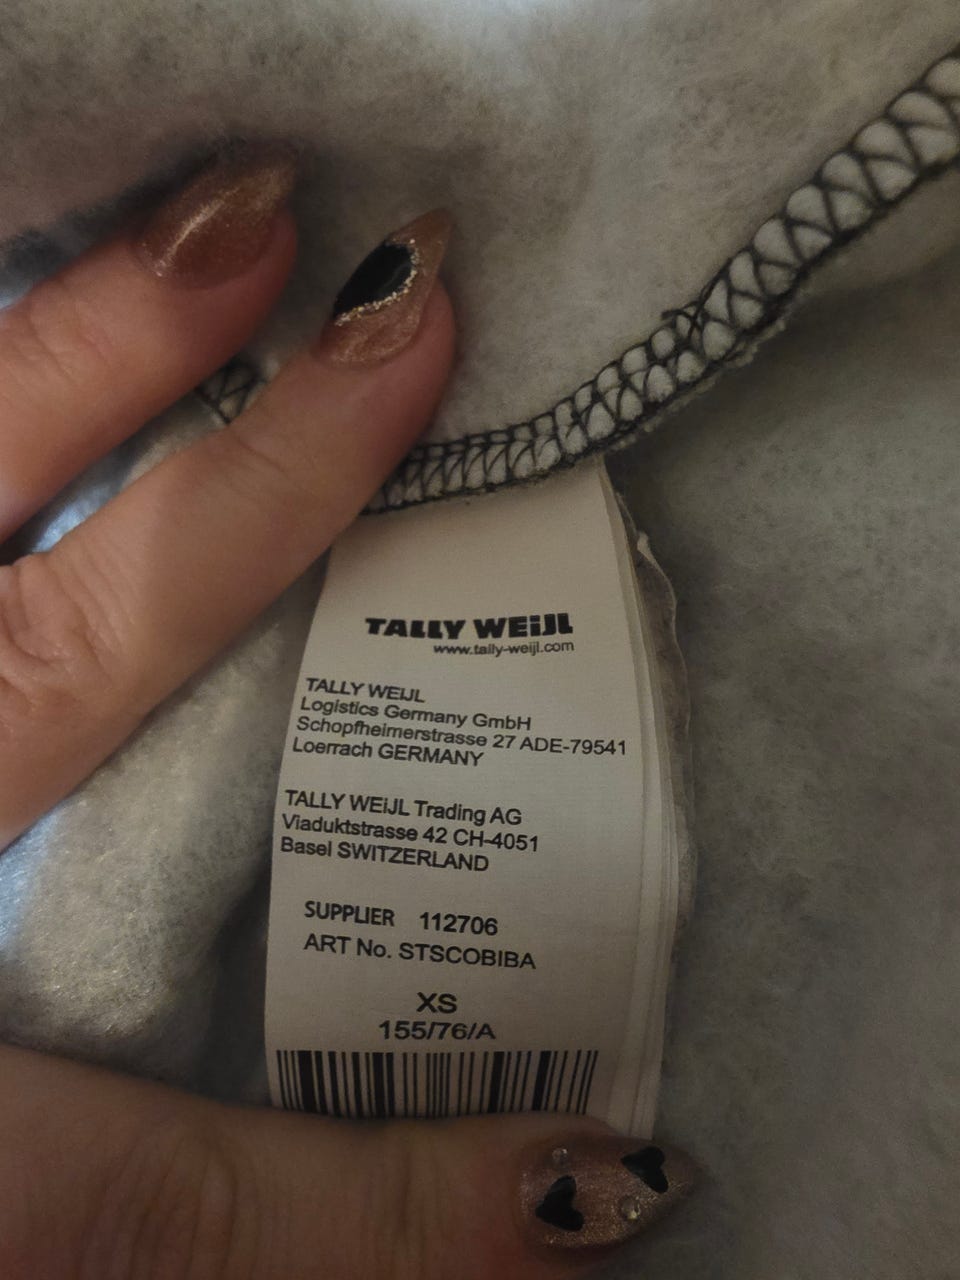 TALLY WEiJL
www.tally-weijl.com
TALLY WEIJL
Logistics Germany GmbH
Schopfheimerstrasse 27 ADE-79541
Loerrach GERMANY
TALLY WEiJL Trading AG
Viaduktstrasse 42 CH-4051
Basel SWITZERLAND
SUPPLIER 112706
ART No. STSCOBIBA
XS
155/76/A